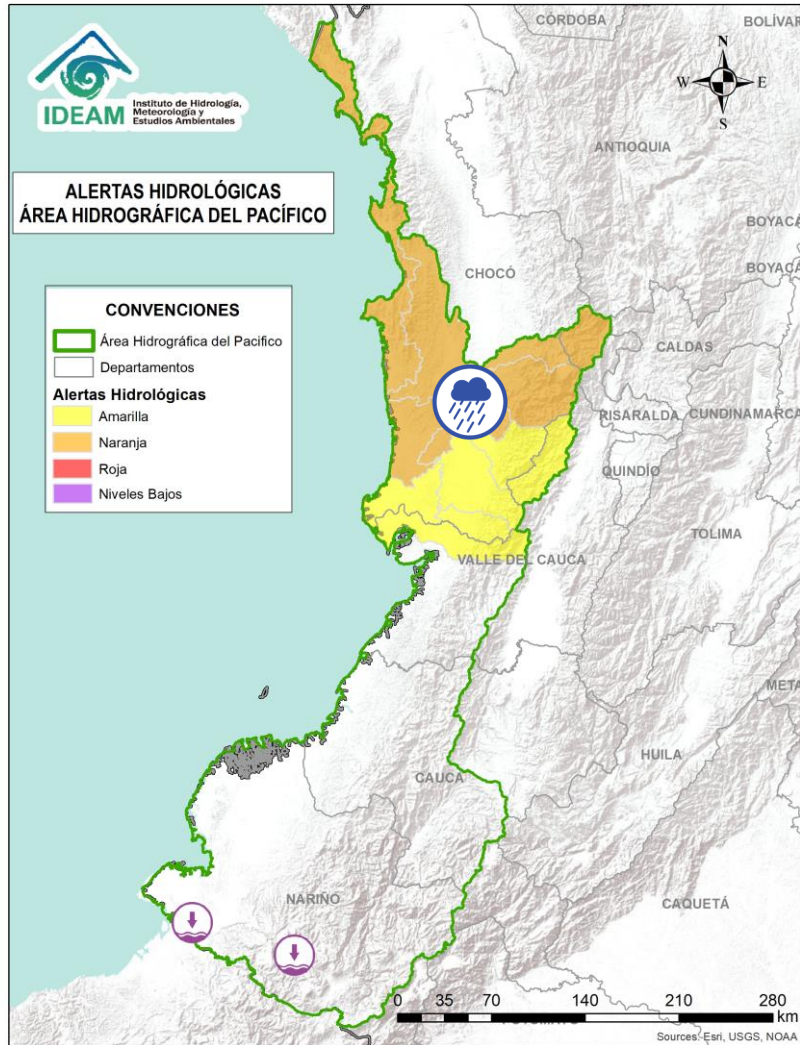 IDEAM
Instituto de Hidrología,
Meteorología y
Estudios Ambientales
CÓRDOBA
BOLÍVAR
N
W E
S
ANTIOQUIA
ALERTAS HIDROLÓGICAS
ÁREA HIDROGRÁFICA DEL PACÍFICO
BOYACÁ
BOYACÁ
CHOCÓ
CONVENCIONES
Área Hidrográfica del Pacifico
Departamentos
Alertas Hidrológicas
Amarilla
Naranja
Roja
Niveles Bajos
CALDAS
RISARALDA
CUNDINAMARCA
QUINDÍO
TOLIMA
VALLE DEL CAUCA
META
HUILA
CAUCA
NARIÑO
CAQUETÁ
0 35 70 140 210 280
km
Sources: Esri, USGS, NOAA